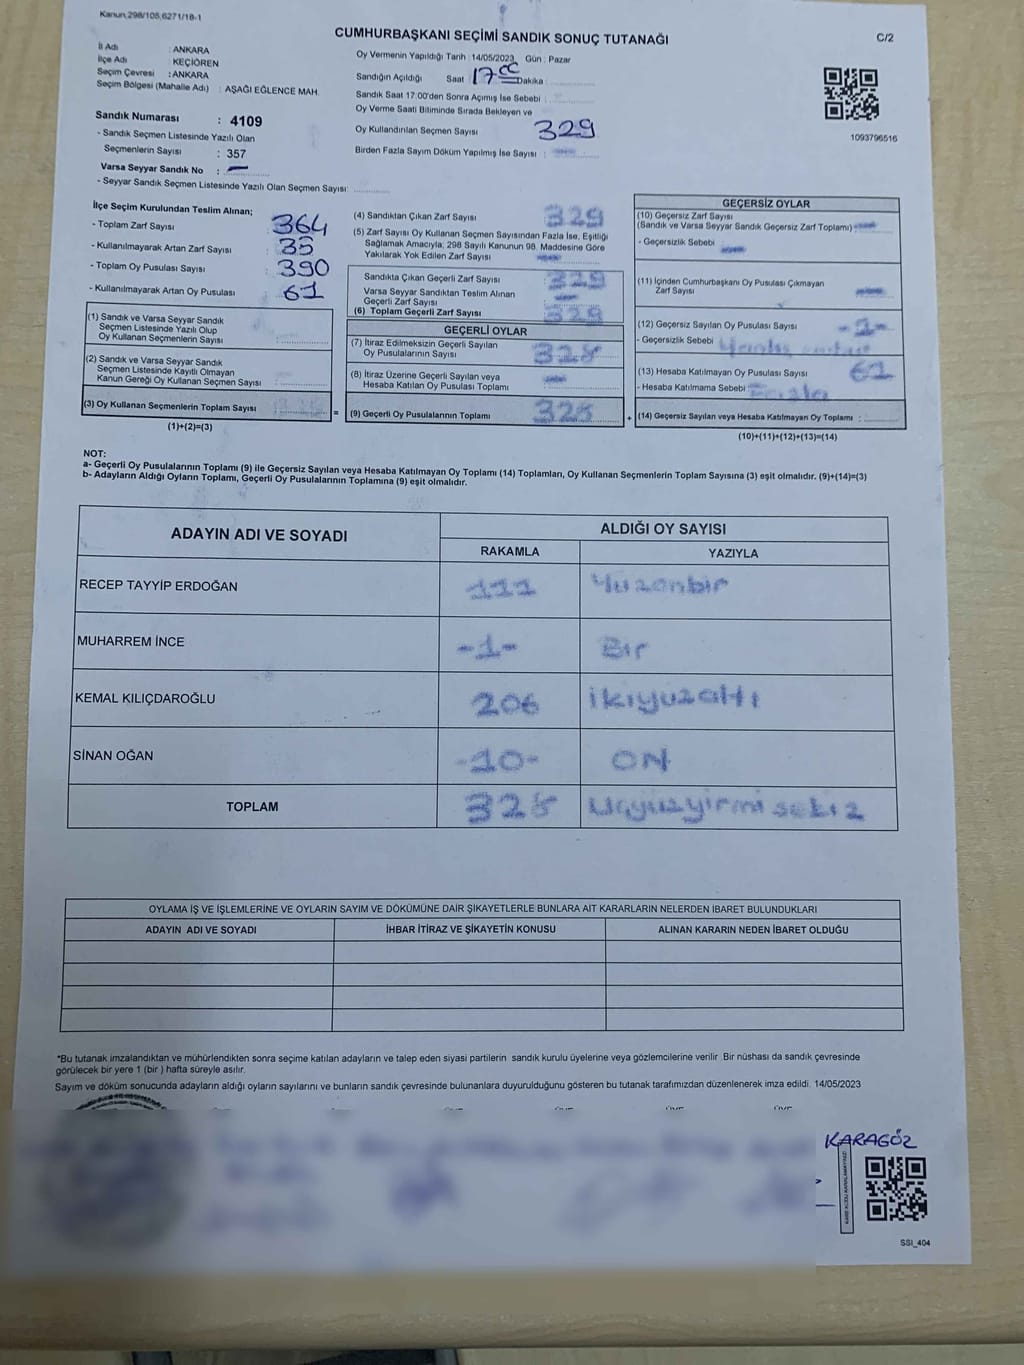 Kanun 298/105,6271/18-1
CUMHURBAŞKANI SEÇİMİ SANDIK SONUÇ TUTANAĞI
C/2
İl Adı : ANKARA
İlçe Adı : KEÇİÖREN
Seçim Çevresi : ANKARA
Seçim Bölgesi (Mahalle Adı) : AŞAĞI EĞLENCE MAH.
Sandık Numarası : 4109
- Sandık Seçmen Listesinde Yazılı Olan
Seçmenlerin Sayısı : 357
Varsa Seyyar Sandık No :
- Seyyar Sandık Seçmen Listesinde Yazılı Olan Seçmen Sayısı:
Oy Vermenin Yapıldığı Tarih : 14/05/2023 Gün : Pazar
Sandığın Açıldığı Saat 17 Dakika :
Sandık Saat 17:00'den Sonra Açımış İse Sebebi :
Oy Verme Saati Bitiminde Sırada Bekleyen ve
Oy Kullandırılan Seçmen Sayısı 329
Birden Fazla Sayım Döküm Yapılmış İse Sayısı :
1093796516
İlçe Seçim Kurulundan Teslim Alınan;
- Toplam Zarf Sayısı : 364
- Kullanılmayarak Artan Zarf Sayısı : 35
- Toplam Oy Pusulası Sayısı : 390
- Kullanılmayarak Artan Oy Pusulası : 61
(1) Sandık ve Varsa Seyyar Sandık
Seçmen Listesinde Yazılı Olup
Oy Kullanan Seçmenlerin Sayısı :
(2) Sandık ve Varsa Seyyar Sandık
Seçmen Listesinde Kayıtlı Olmayan
Kanun Gereği Oy Kullanan Seçmen Sayısı :
(3) Oy Kullanan Seçmenlerin Toplam Sayısı :
(1)+(2)=(3)
=
(4) Sandıktan Çıkan Zarf Sayısı 329
(5) Zarf Sayısı Oy Kullanan Seçmen Sayısından Fazla İse, Eşitliği
Sağlamak Amacıyla; 298 Sayılı Kanunun 98. Maddesine Göre
Yakılarak Yok Edilen Zarf Sayısı
Sandıkta Çıkan Geçerli Zarf Sayısı 329
Varsa Seyyar Sandıktan Teslim Alınan
Geçerli Zarf Sayısı
(6) Toplam Geçerli Zarf Sayısı 329
GEÇERLİ OYLAR
(7) İtiraz Edilmeksizin Geçerli Sayılan
Oy Pusulalarının Sayısı 328
(8) İtiraz Üzerine Geçerli Sayılan veya
Hesaba Katılan Oy Pusulası Toplamı
(9) Geçerli Oy Pusulalarının Toplamı 328
+
GEÇERSİZ OYLAR
(10) Geçersiz Zarf Sayısı
(Sandık ve Varsa Seyyar Sandık Geçersiz Zarf Toplamı)
- Geçersizlik Sebebi
(11) İçinden Cumhurbaşkanı Oy Pusulası Çıkmayan
Zarf Sayısı
(12) Geçersiz Sayılan Oy Pusulası Sayısı -1-
- Geçersizlik Sebebi
(13) Hesaba Katılmayan Oy Pusulası Sayısı 61
- Hesaba Katılmama Sebebi Fazla
(14) Geçersiz Sayılan veya Hesaba Katılmayan Oy Toplamı :
(10)+(11)+(12)+(13)=(14)
NOT:
a- Geçerli Oy Pusulalarının Toplamı (9) ile Geçersiz Sayılan veya Hesaba Katılmayan Oy Toplamı (14) Toplamları, Oy Kullanan Seçmenlerin Toplam Sayısına (3) eşit olmalıdır. (9)+(14)=(3)
b- Adayların Aldığı Oyların Toplamı, Geçerli Oy Pusulalarının Toplamına (9) eşit olmalıdır.
ADAYIN ADI VE SOYADI ALDIĞI OY SAYISI
RAKAMLA YAZIYLA
RECEP TAYYİP ERDOĞAN 111 Yüzonbir
MUHARREM İNCE -1- Bir
KEMAL KILIÇDAROĞLU 206 ikiyüzaltı
SİNAN OĞAN -10- ON
TOPLAM 328 Üçyüzyirmi sekiz
OYLAMA İŞ VE İŞLEMLERİNE VE OYLARIN SAYIM VE DÖKÜMÜNE DAİR ŞİKAYETLERLE BUNLARA AİT KARARLARIN NELERDEN İBARET BULUNDUKLARI
ADAYIN ADI VE SOYADI İHBAR İTİRAZ VE ŞİKAYETİN KONUSU ALINAN KARARIN NEDEN İBARET OLDUĞU
*Bu tutanak imzalandıktan ve mühürlendikten sonra seçime katılan adayların ve talep eden siyasi partilerin sandık kurulu üyelerine veya gözlemcilerine verilir .Bir nüshası da sandık çevresinde
görülecek bir yere 1 (bir ) hafta süreyle asılır.
Sayım ve döküm sonucunda adayların aldığı oyların sayılarını ve bunların sandık çevresinde bulunanlara duyurulduğunu gösteren bu tutanak tarafımızdan düzenlenerek imza edildi. 14/05/2023
KARAGÖZ
SSI_404